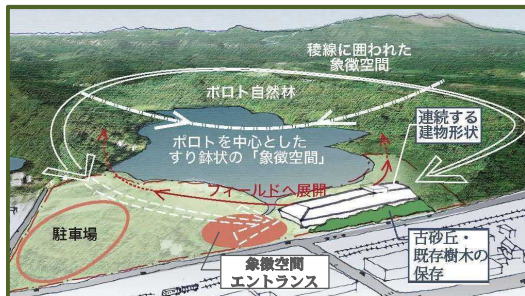 稜線に囲われた
象徴空間
ポロト自然林
連続する
建物形状
ポロトを中心とした
すり鉢状の「象徴空間」
フィールドへ展開
駐車場
象徴空間
エントランス
古砂丘・
既存樹木の
保存